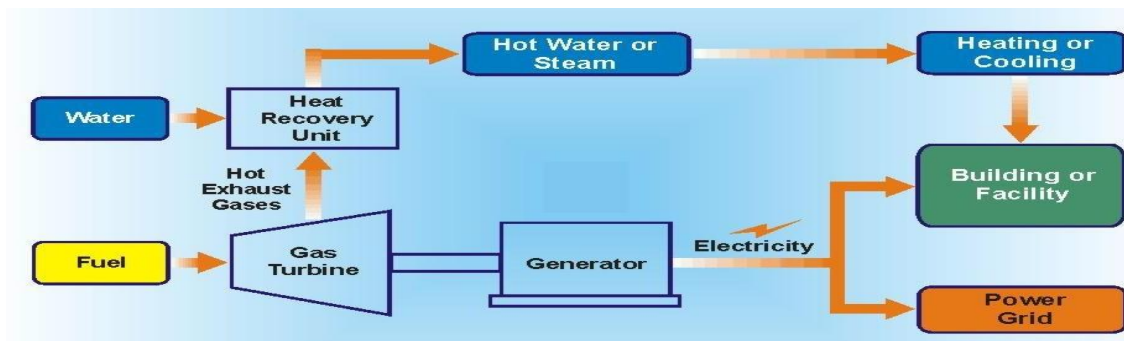 Hot Water or
Steam
Heating or
Cooling
Water
Heat
Recovery
Unit
Hot
Exhaust
Gases
Building or
Facility
Fuel
Gas
Turbine
Generator
Electricity
Power
Grid